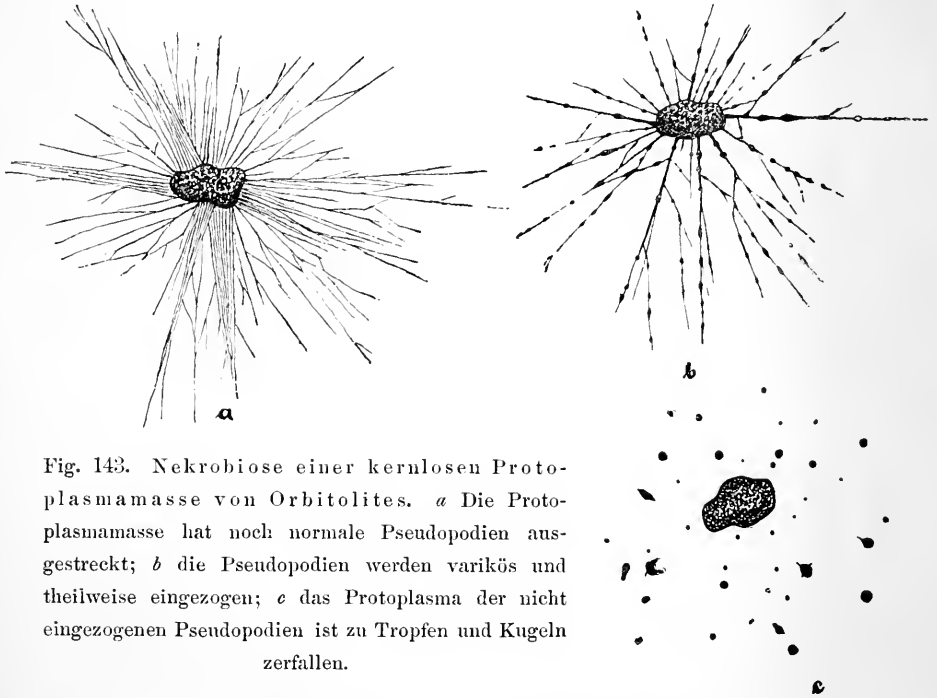 a
b
Fig. 143. Nekrobiose einer kernlosen Proto-
plasmamasse von Orbitolites. a Die Proto-
plasmamasse hat noch normale Pseudopodien aus-
gestreckt; b die Pseudopodien werden varikös und
theilweise eingezogen; c das Protoplasma der nicht
eingezogenen Pseudopodien ist zu Tropfen und Kugeln
zerfallen.
c